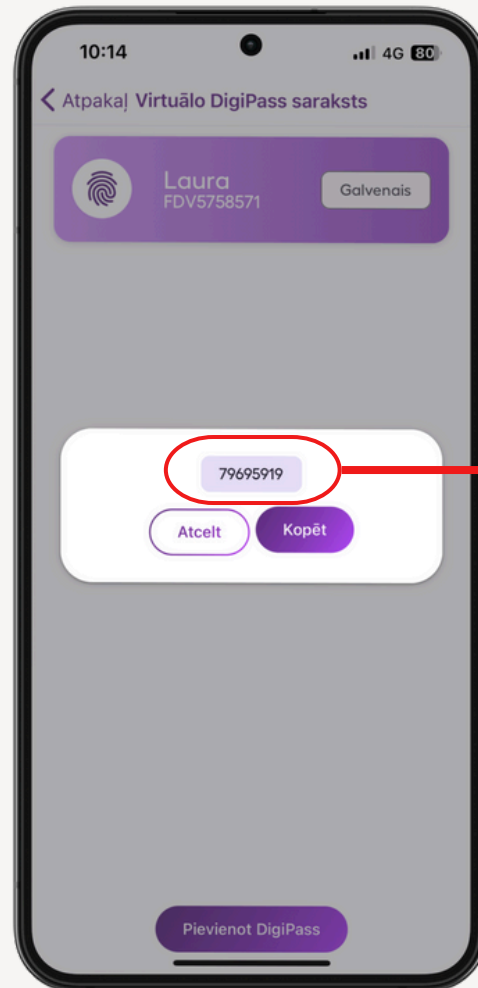 10:14 4G 80
Atpakaļ Virtuālo DigiPass saraksts
Laura
FDV5758571
Galvenais
79695919
Atcelt Kopēt
Pievienot DigiPass